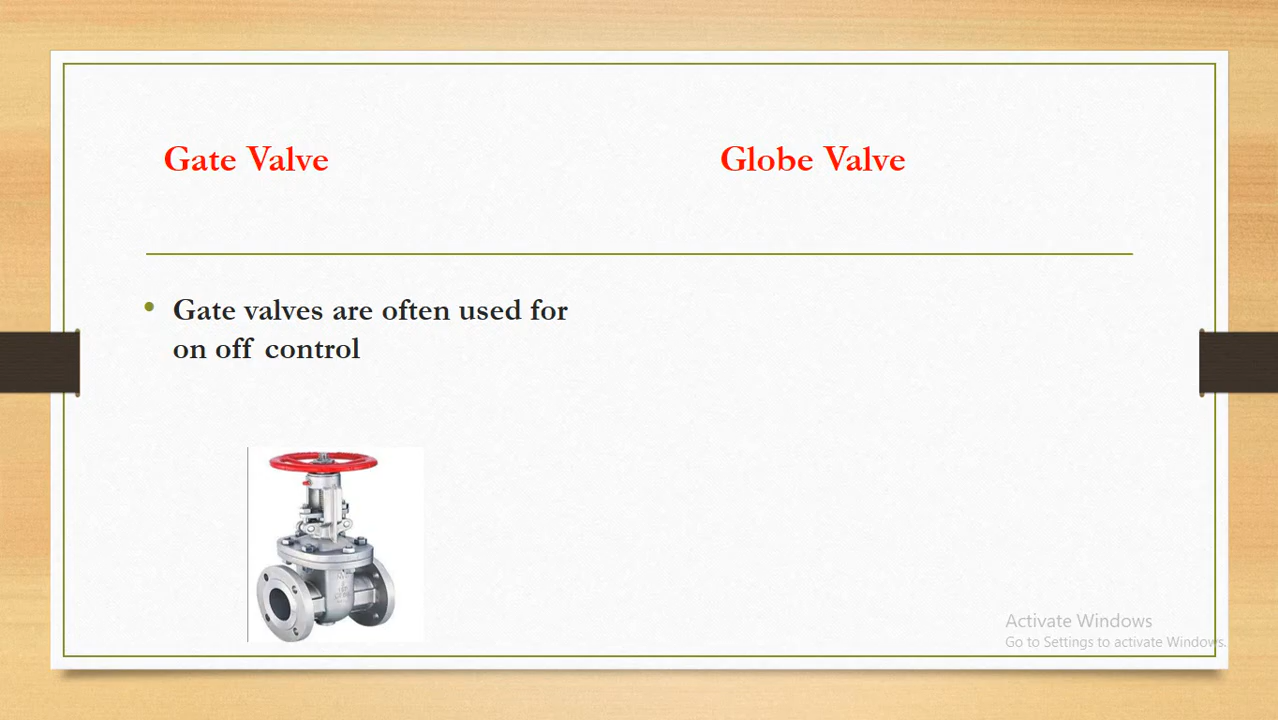 Gate Valve
Globe Valve
• Gate valves are often used for
on off control
Activate Windows
Go to Settings to activate Windows.